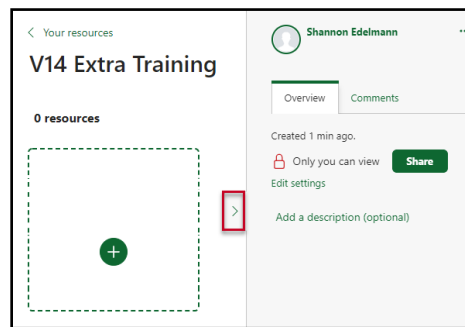 Your resources
V14 Extra Training
0 resources
Shannon Edelmann
Overview Comments
Created 1 min ago.
Only you can view Share
Edit settings
Add a description (optional)